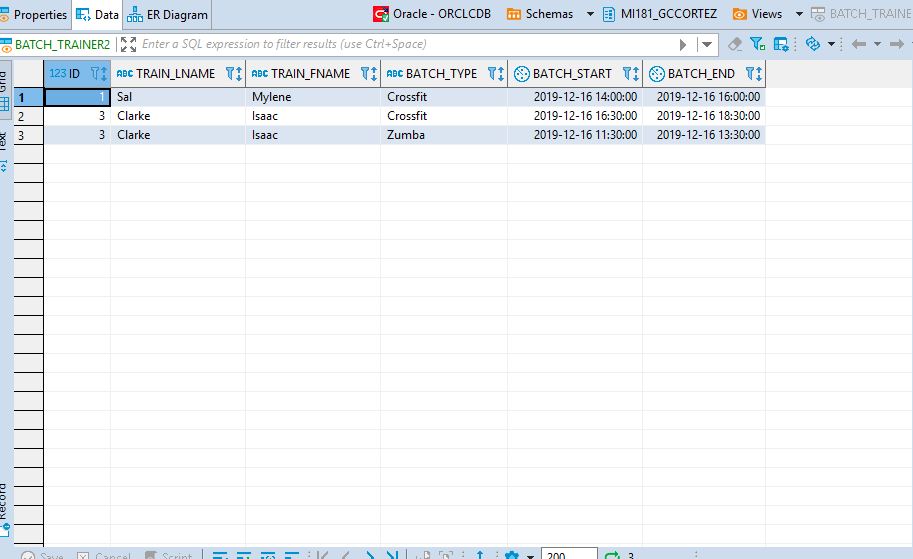 Properties Data ER Diagram Oracle - ORCLCDB Schemas MI181_GCCORTEZ Views BATCH_TRAINE
BATCH_TRAINER2 Enter a SQL expression to filter results (use Ctrl+Space)
Grid
123 ID ABC TRAIN_LNAME ABC TRAIN_FNAME ABC BATCH_TYPE BATCH_START BATCH_END
1 1 Sal Mylene Crossfit 2019-12-16 14:00:00 2019-12-16 16:00:00
2 3 Clarke Isaac Crossfit 2019-12-16 16:30:00 2019-12-16 18:30:00
3 3 Clarke Isaac Zumba 2019-12-16 11:30:00 2019-12-16 13:30:00
Text
Record
Save Cancel Script 200 3